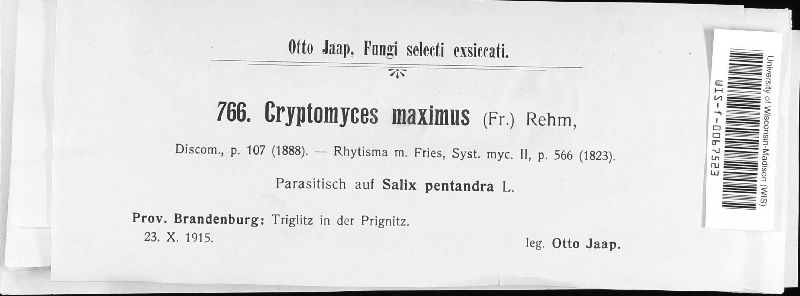 Otto Jaap, Fungi selecti exsiccati.
766. Cryptomyces maximus (Fr.) Rehm,
Discom., p. 107 (1888). — Rhytisma m. Fries, Syst. myc. II, p. 566 (1823).
Parasitisch auf Salix pentandra L.
Prov. Brandenburg: Triglitz in der Prignitz.
23. X. 1915.
leg. Otto Jaap.
University of Wisconsin-Madison (WIS)
WIS-f-0067523